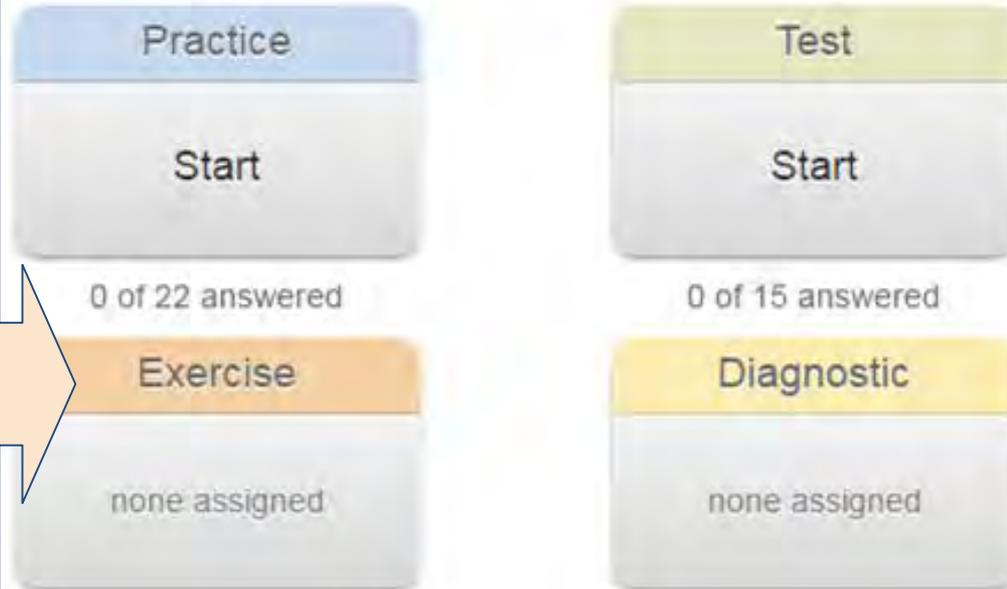 Practice
Test
Start
Start
0 of 22 answered
0 of 15 answered
Exercise
Diagnostic
none assigned
none assigned